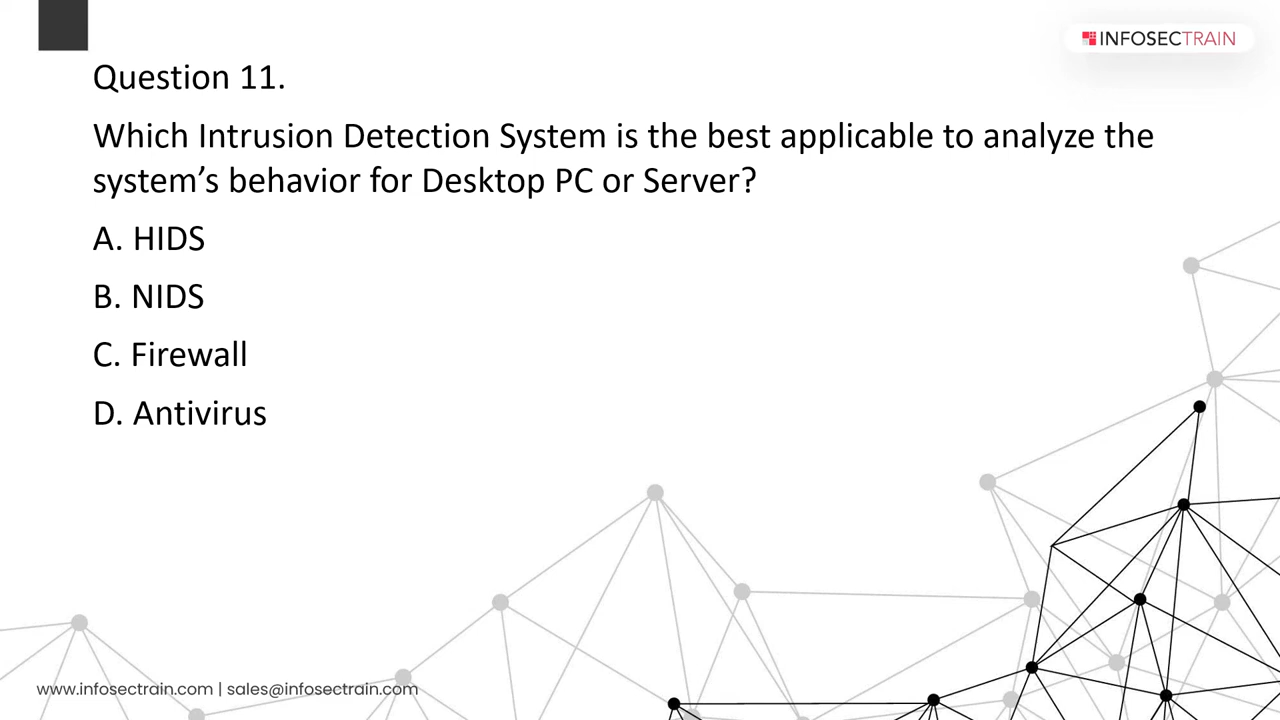 INFOSECTRAIN
Question 11.
Which Intrusion Detection System is the best applicable to analyze the
system’s behavior for Desktop PC or Server?
A. HIDS
B. NIDS
C. Firewall
D. Antivirus
www.infosectrain.com | sales@infosectrain.com